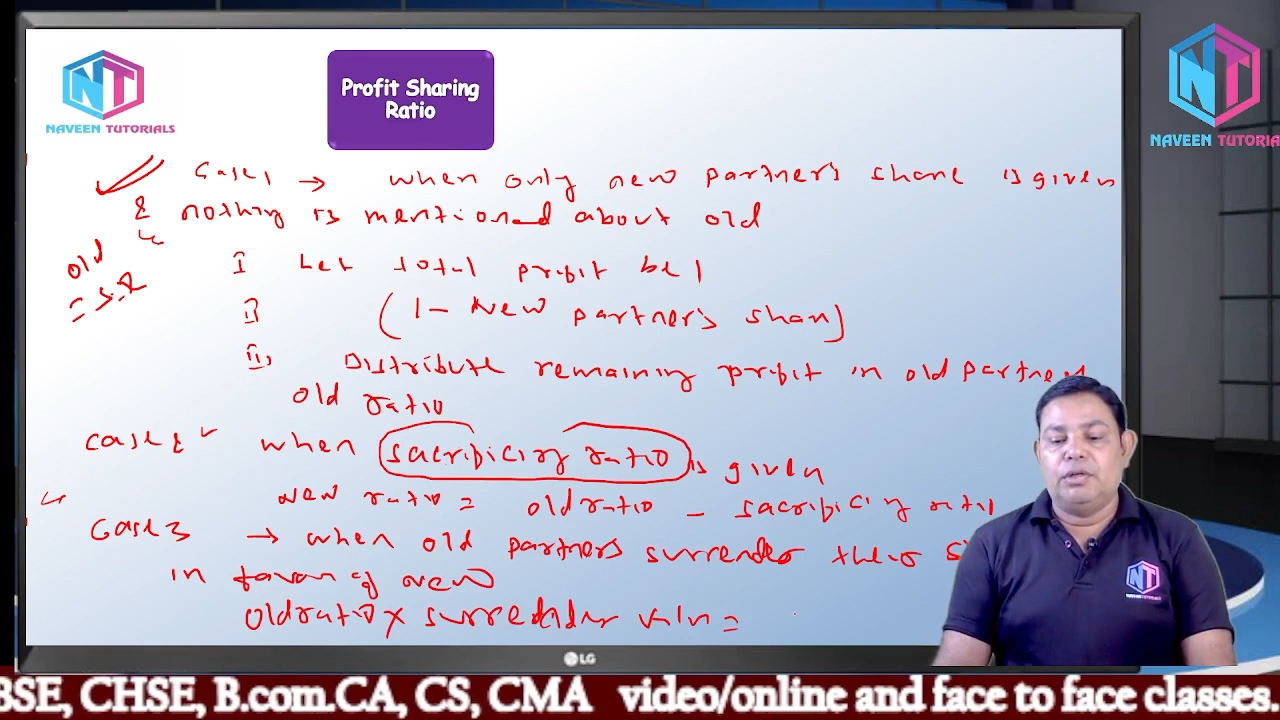 NAVEEN TUTORIALS
Profit Sharing
Ratio
NAVEEN TUTORIA
Case 1 → when only new partner's share is given
& nothing is mentioned about old
old
= S.R
I Let total profit be 1
II (1 - New partner's share)
III, Distribute remaining profit in old partners
old ratio
Case 2 when sacrificing ratio is given
New ratio = old ratio - sacrificing ratio
Case 3 → when old partners surrender their
in favour of new
old ratio x surrender value =
LG
BSE, CHSE, B.com.CA, CS, CMA video/online and face to face classes.
NT
NAVEEN TUTORIALS